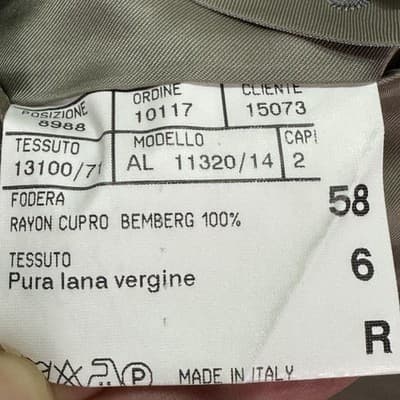 POSIZIONE ORDINE CLIENTE
8988 10117 15073
TESSUTO MODELLO CAPI
13100/71 AL 11320/14 2
FODERA
RAYON CUPRO BEMBERG 100%
58
TESSUTO
Pura lana vergine
6
R
P
MADE IN ITALY